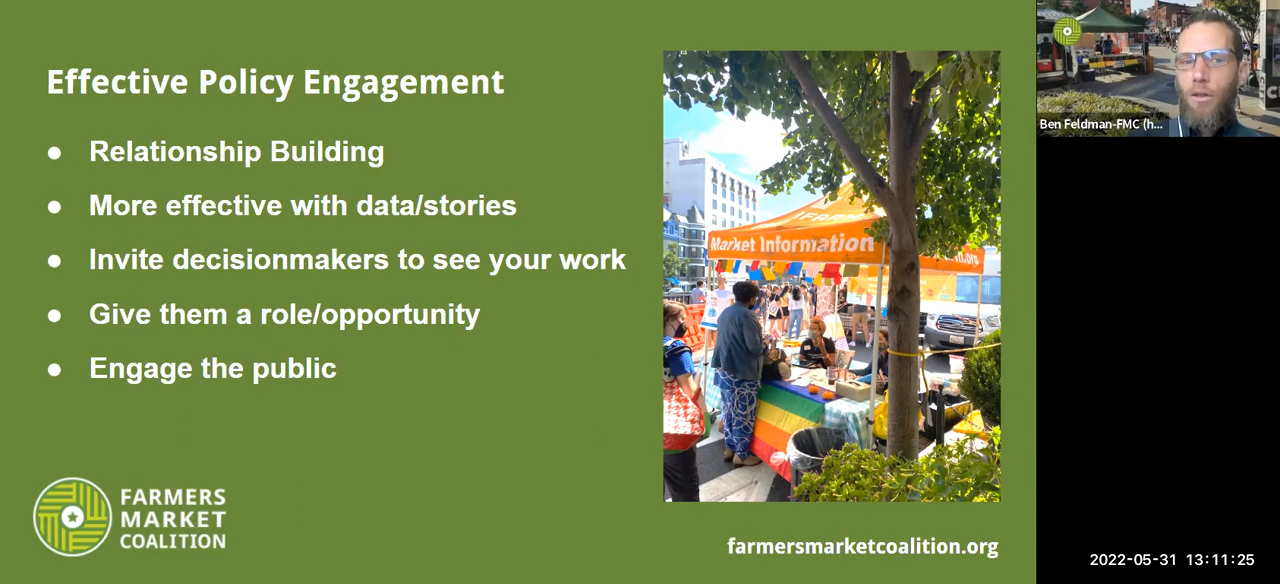 Effective Policy Engagement
● Relationship Building
● More effective with data/stories
● Invite decisionmakers to see your work
● Give them a role/opportunity
● Engage the public
FARM
Market Information
.org
FARMERS
MARKET
COALITION
farmersmarketcoalition.org
Ben Feldman-FMC (h...
2022-05-31 13:11:25